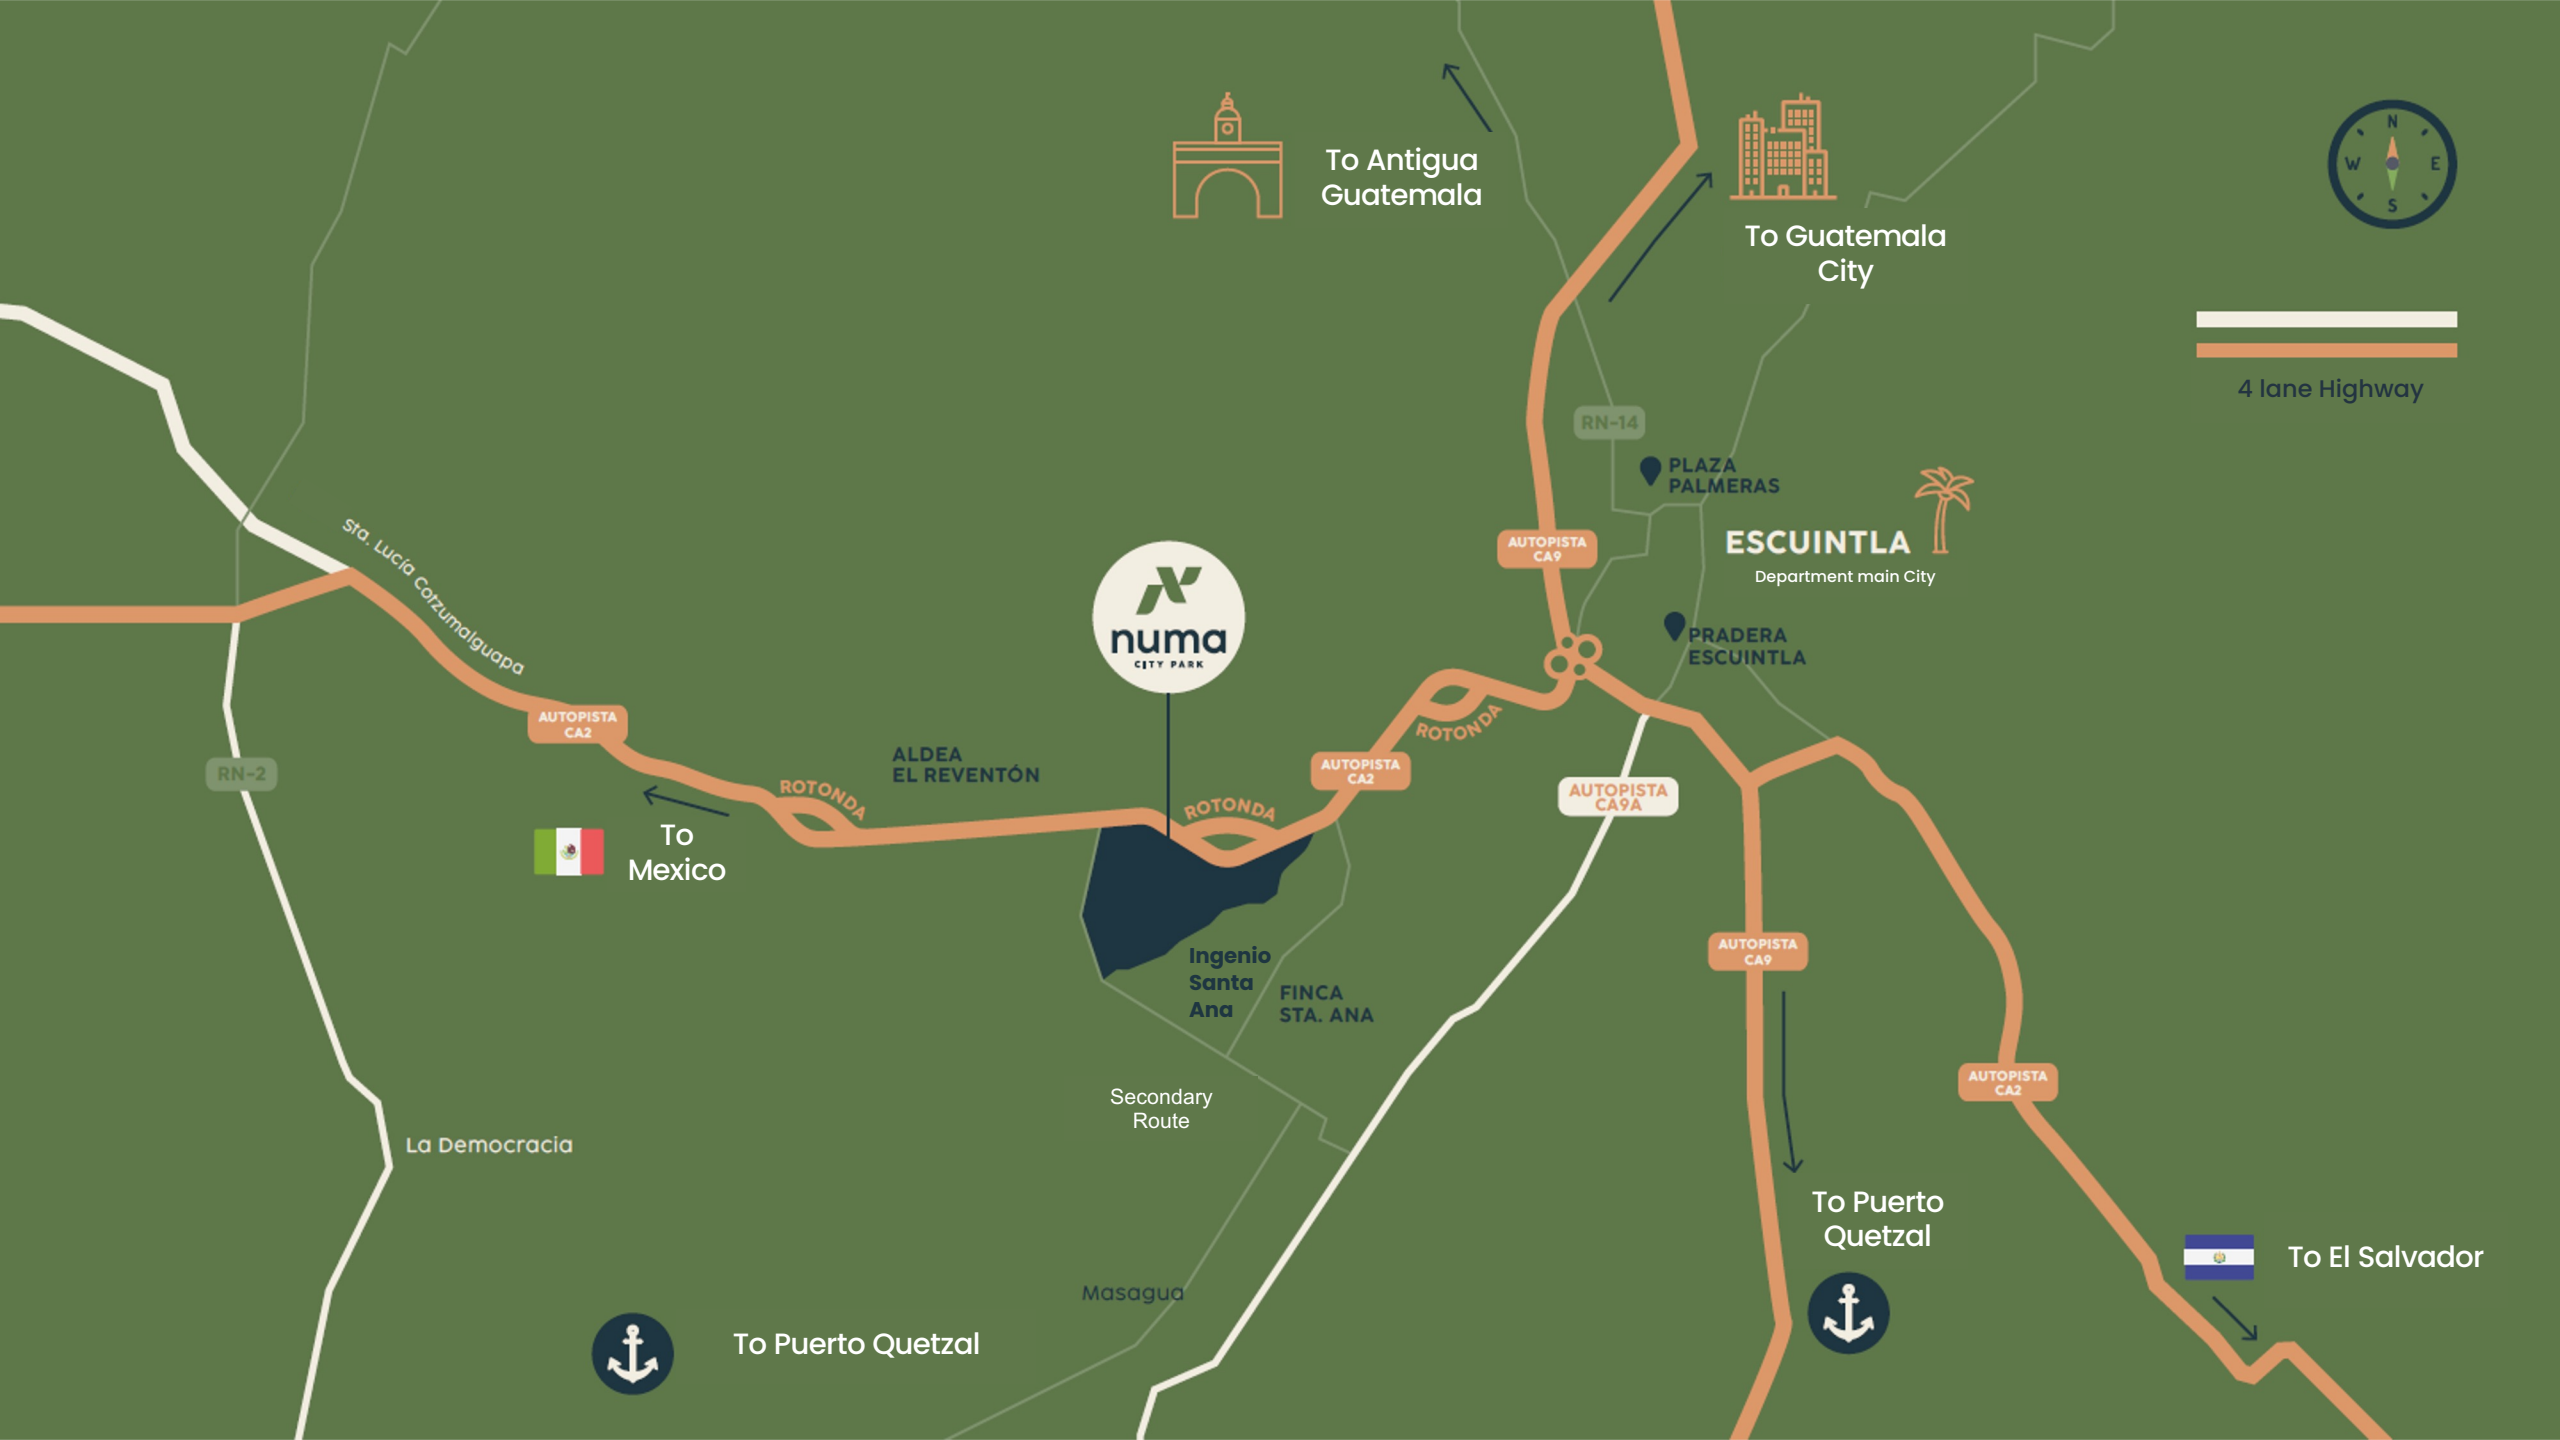 To Antigua
Guatemala
To Guatemala
City
N
W
E
S
4 lane Highway
RN-14
PLAZA
PALMERAS
ESCUINTLA
Department main City
AUTOPISTA
CA9
Sta. Lucía Cotzumalguapa
numa
CITY PARK
PRADERA
ESCUINTLA
AUTOPISTA
CA2
ROTONDA
ALDEA
EL REVENTÓN
AUTOPISTA
CA2
RN-2
ROTONDA
ROTONDA
AUTOPISTA
CA9A
To
Mexico
Ingenio
Santa
Ana
FINCA
STA. ANA
AUTOPISTA
CA9
AUTOPISTA
CA2
Secondary
Route
La Democracia
To Puerto
Quetzal
To El Salvador
Masagua
To Puerto Quetzal